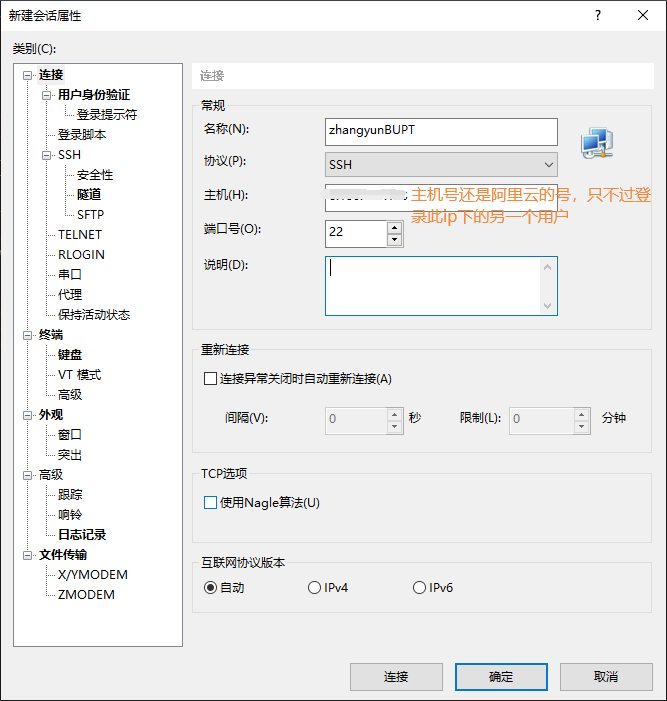 新建会话属性
类别(C):
连接
用户身份验证
登录提示符
登录脚本
SSH
安全性
隧道
SFTP
TELNET
RLOGIN
串口
代理
保持活动状态
终端
键盘
VT 模式
高级
外观
窗口
突出
高级
跟踪
响铃
日志记录
文件传输
X/YMODEM
ZMODEM
连接
常规
名称(N):
zhangyunBUPT
协议(P):
SSH
主机(H):
主机号还是阿里云的号，只不过登
录此ip下的另一个用户
端口号(O):
22
说明(D):
重新连接
连接异常关闭时自动重新连接(A)
间隔(V):
0
秒
限制(L):
0
分钟
TCP选项
使用Nagle算法(U)
互联网协议版本
自动
IPv4
IPv6
连接
确定
取消